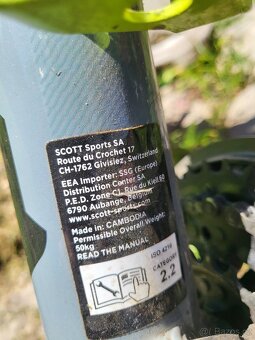 SCOTT Sports SA
Route du Crochet 17
CH-1762 Givisiez, Switzerland
EEA Importer: SSG (Europe)
Distribution Center SA
P.E.D. Zone C1, Rue du Kiell 60
6790 Aubange, Belgium
www.scott-sports.com
Made in: CAMBODIA
Permissible Overall Weight:
50kg
READ THE MANUAL
ISO 4210
CATEGORY
2.2